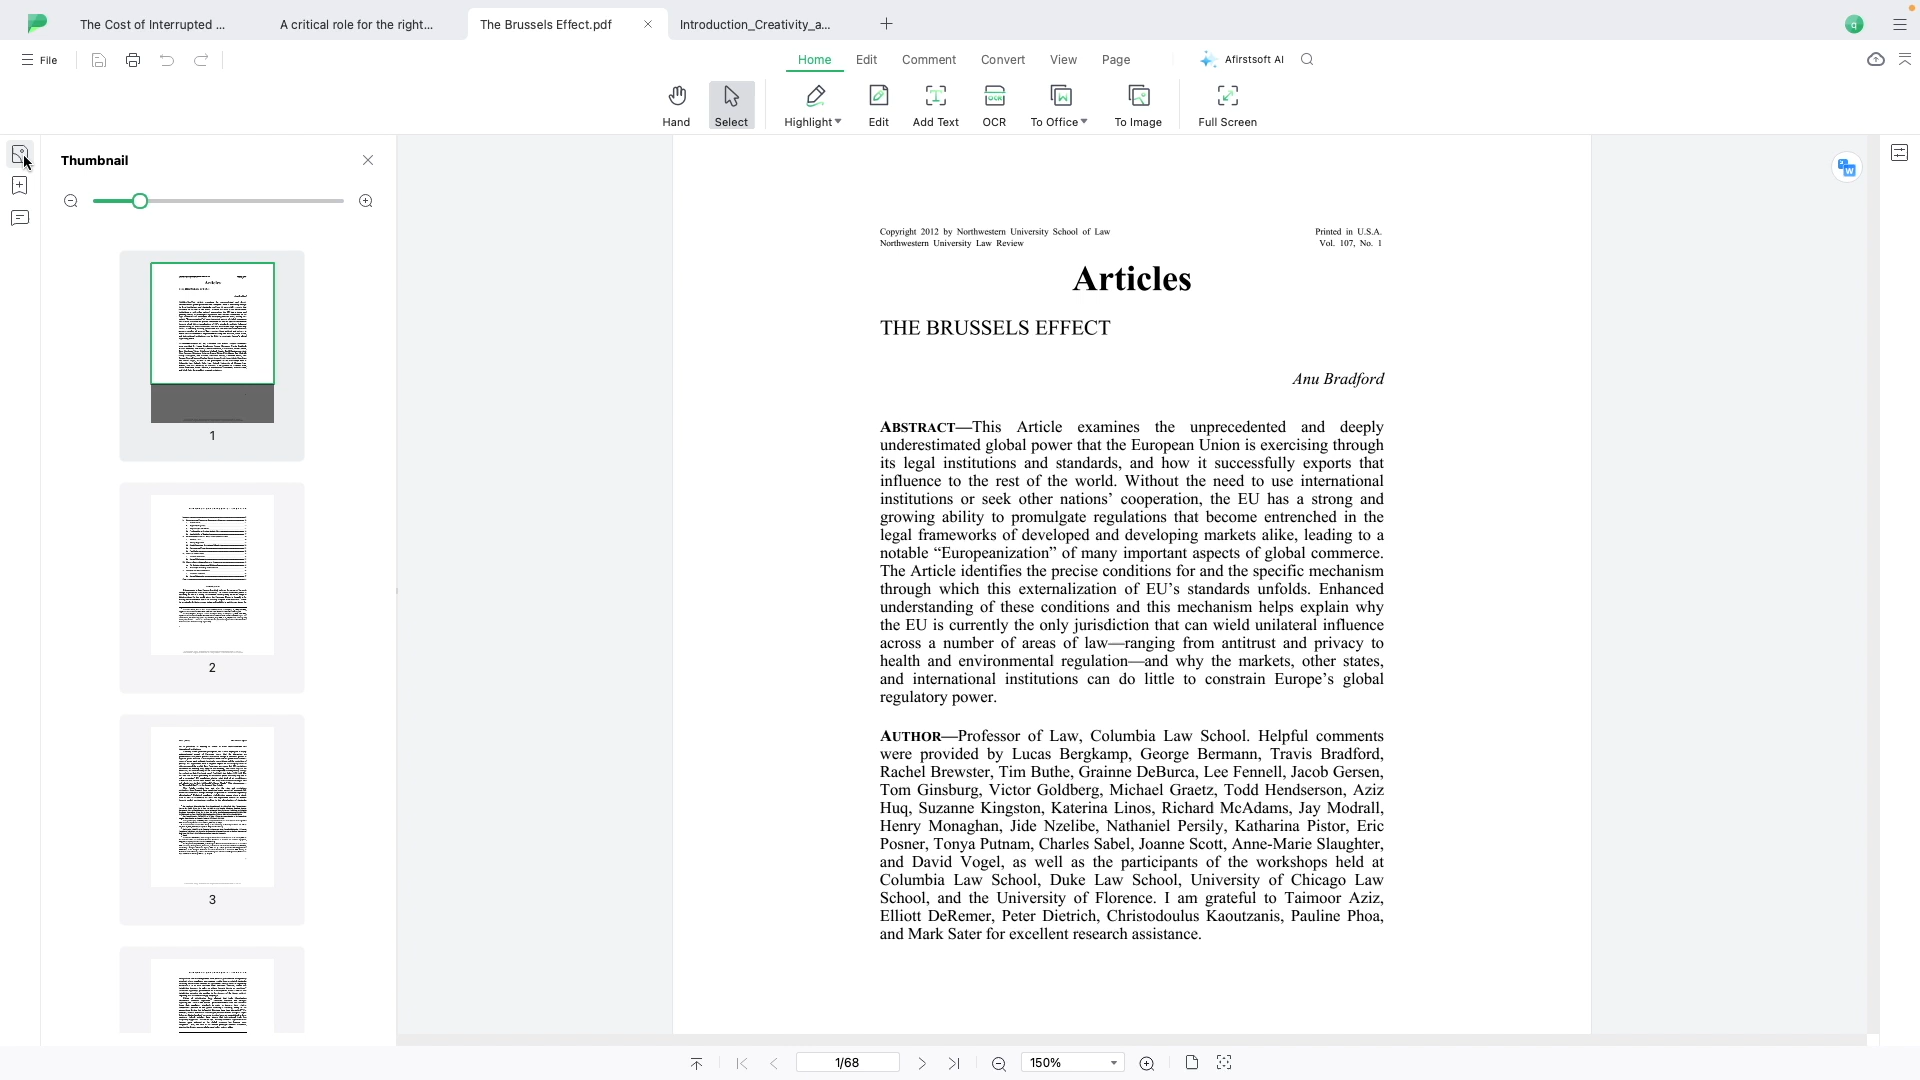 The Cost of Interrupted ...
A critical role for the right...
The Brussels Effect.pdf
Introduction_Creativity_a...
q
File
Home
Edit
Comment
Convert
View
Page
Afirstsoft AI
Hand
Select
Highlight
Edit
Add Text
OCR
OCR
To Office
To Image
Full Screen
Thumbnail
1
2
3
W
Copyright 2012 by Northwestern University School of Law
Printed in U.S.A.
Northwestern University Law Review
Vol. 107, No. 1
Articles
THE BRUSSELS EFFECT
Anu Bradford
ABSTRACT—This Article examines the unprecedented and deeply
underestimated global power that the European Union is exercising through
its legal institutions and standards, and how it successfully exports that
influence to the rest of the world. Without the need to use international
institutions or seek other nations’ cooperation, the EU has a strong and
growing ability to promulgate regulations that become entrenched in the
legal frameworks of developed and developing markets alike, leading to a
notable “Europeanization” of many important aspects of global commerce.
The Article identifies the precise conditions for and the specific mechanism
through which this externalization of EU’s standards unfolds. Enhanced
understanding of these conditions and this mechanism helps explain why
the EU is currently the only jurisdiction that can wield unilateral influence
across a number of areas of law—ranging from antitrust and privacy to
health and environmental regulation—and why the markets, other states,
and international institutions can do little to constrain Europe’s global
regulatory power.
AUTHOR—Professor of Law, Columbia Law School. Helpful comments
were provided by Lucas Bergkamp, George Bermann, Travis Bradford,
Rachel Brewster, Tim Buthe, Grainne DeBurca, Lee Fennell, Jacob Gersen,
Tom Ginsburg, Victor Goldberg, Michael Graetz, Todd Hendserson, Aziz
Huq, Suzanne Kingston, Katerina Linos, Richard McAdams, Jay Modrall,
Henry Monaghan, Jide Nzelibe, Nathaniel Persily, Katharina Pistor, Eric
Posner, Tonya Putnam, Charles Sabel, Joanne Scott, Anne-Marie Slaughter,
and David Vogel, as well as the participants of the workshops held at
Columbia Law School, Duke Law School, University of Chicago Law
School, and the University of Florence. I am grateful to Taimoor Aziz,
Elliott DeRemer, Peter Dietrich, Christodoulus Kaoutzanis, Pauline Phoa,
and Mark Sater for excellent research assistance.
1/68
150%